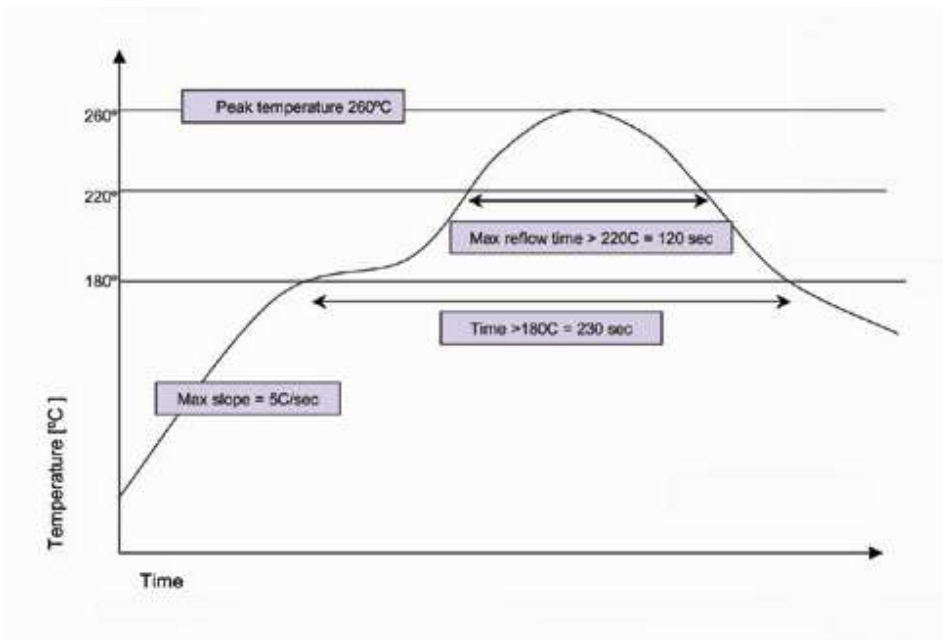 Peak temperature 260ºC
260º
220º
Max reflow time > 220C = 120 sec
180º
Time >180C = 230 sec
Max slope = 5C/sec
Temperature [ºC ]
Time